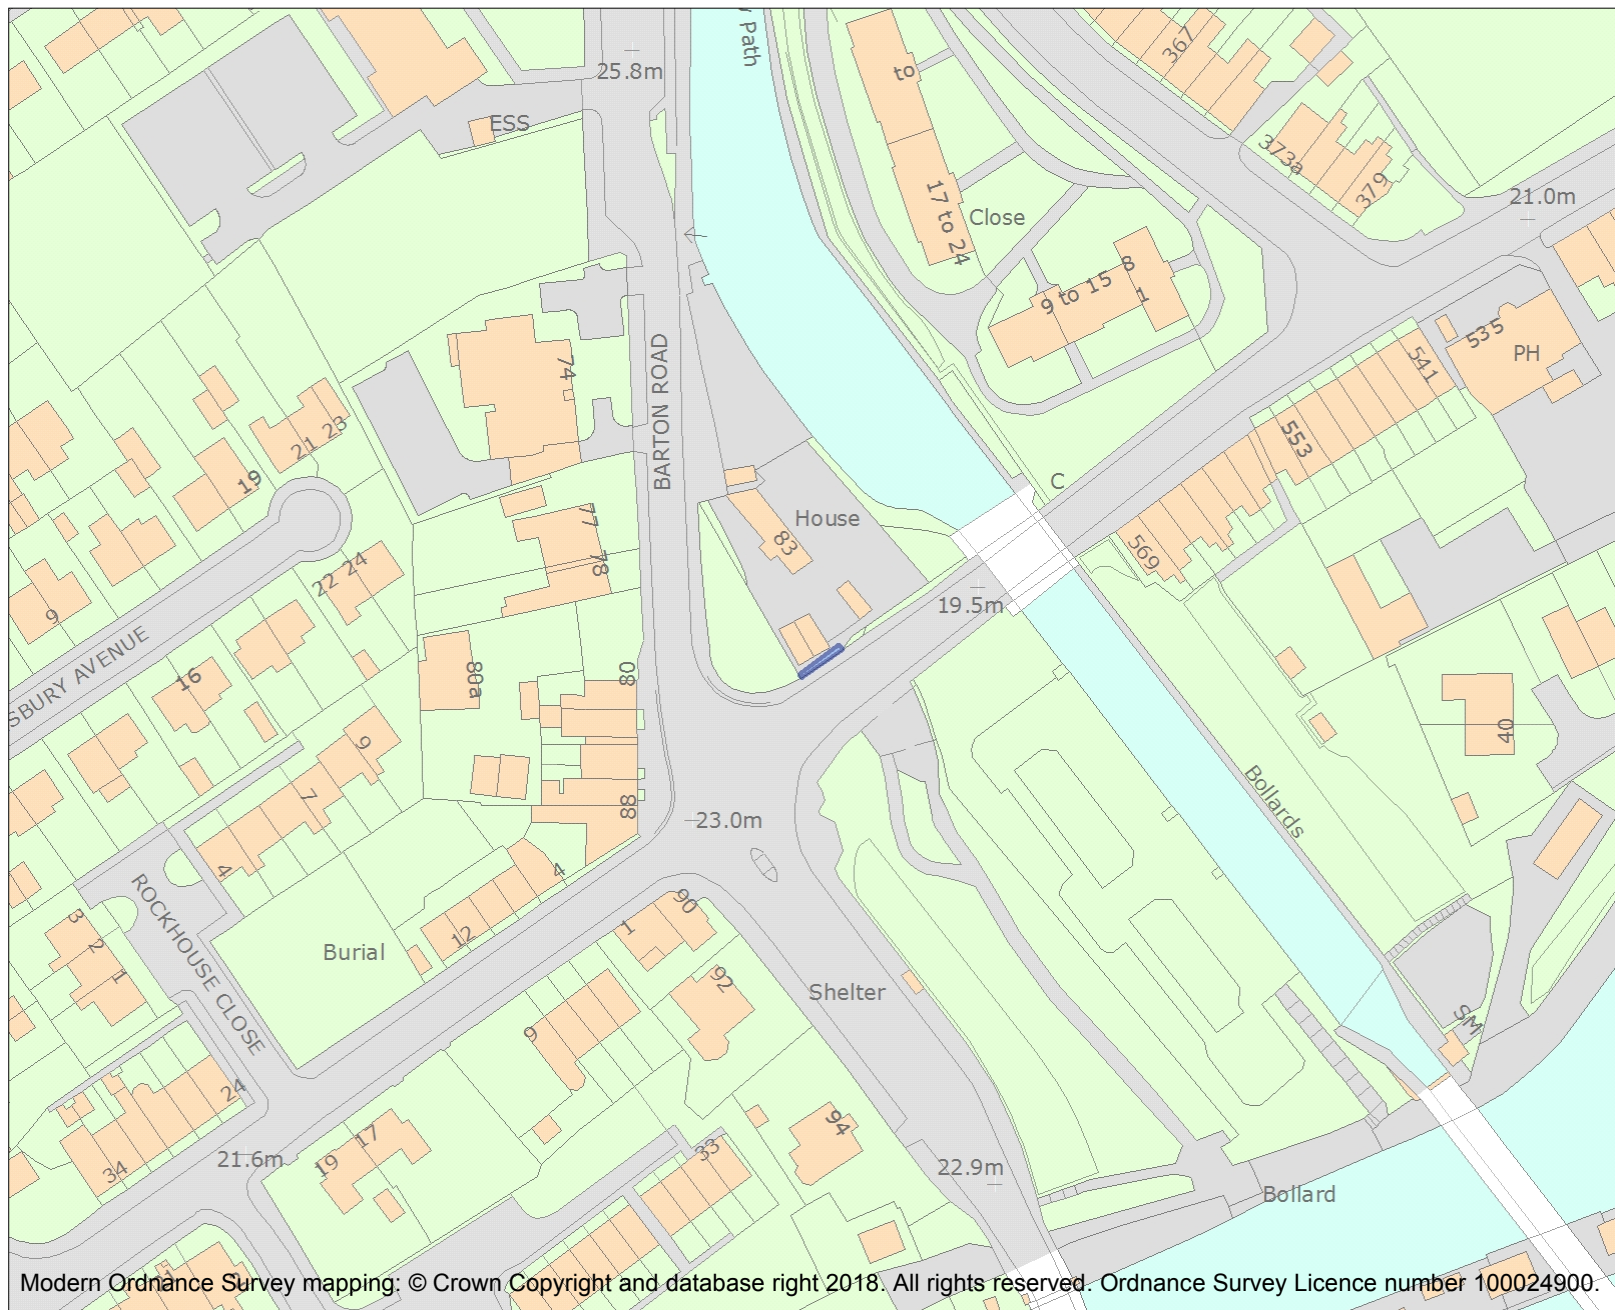 367
y Path
25.8m
to
ESS
373a
379
21.0m
17 to 24
Close
9 to 15
8
1
535
PH
541
BARTON ROAD
74
21
23
553
19
C
77
House
83
569
22
24
78
19.5m
9
SBURY AVENUE
16
80a
80
40
9
7
Bollards
88
23.0m
4
4
ROCKHOUSE CLOSE
90
3
2
1
12
1
Burial
92
Shelter
9
SM
24
94
17
33
21.6m
19
34
22.9m
Bollard
Modern Ordnance Survey mapping: © Crown Copyright and database right 2018. All rights reserved. Ordnance Survey Licence number 100024900.